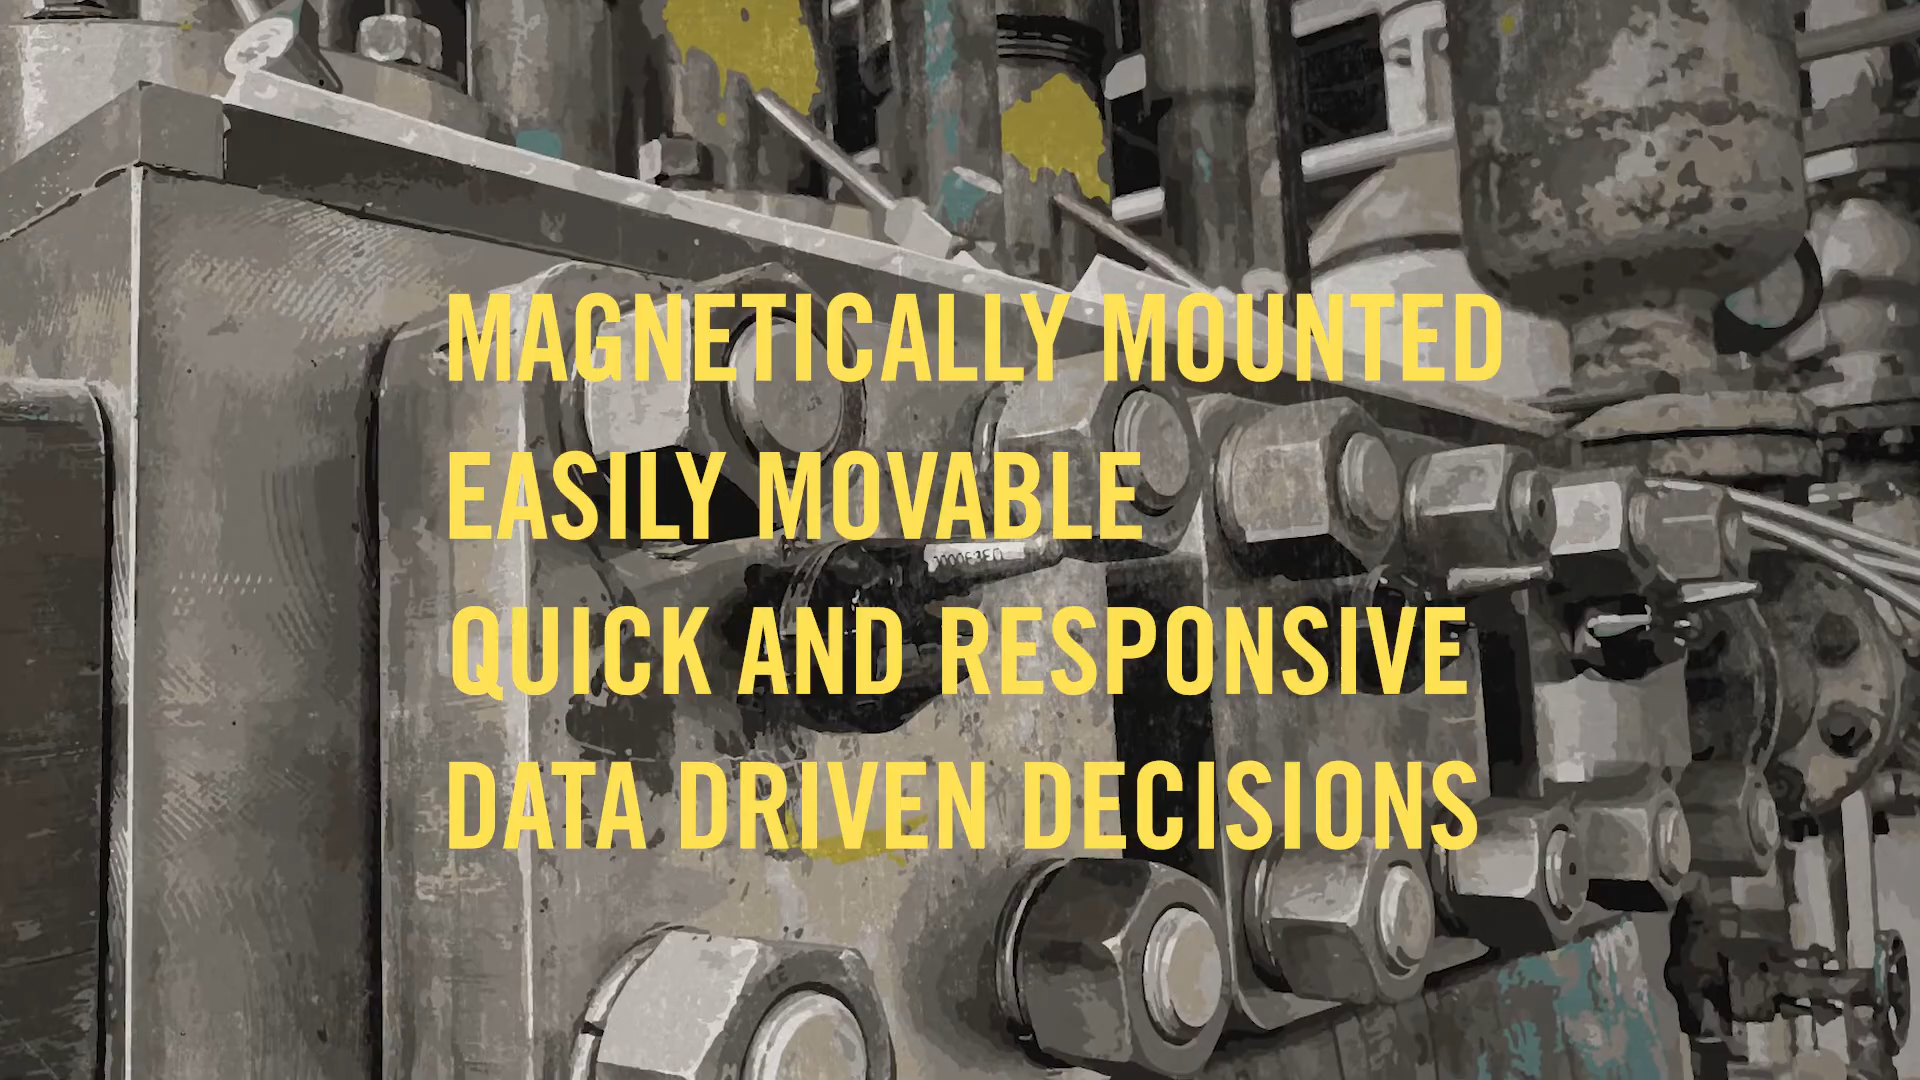 MAGNETICALLY MOUNTED
EASILY MOVABLE
QUICK AND RESPONSIVE
DATA DRIVEN DECISIONS